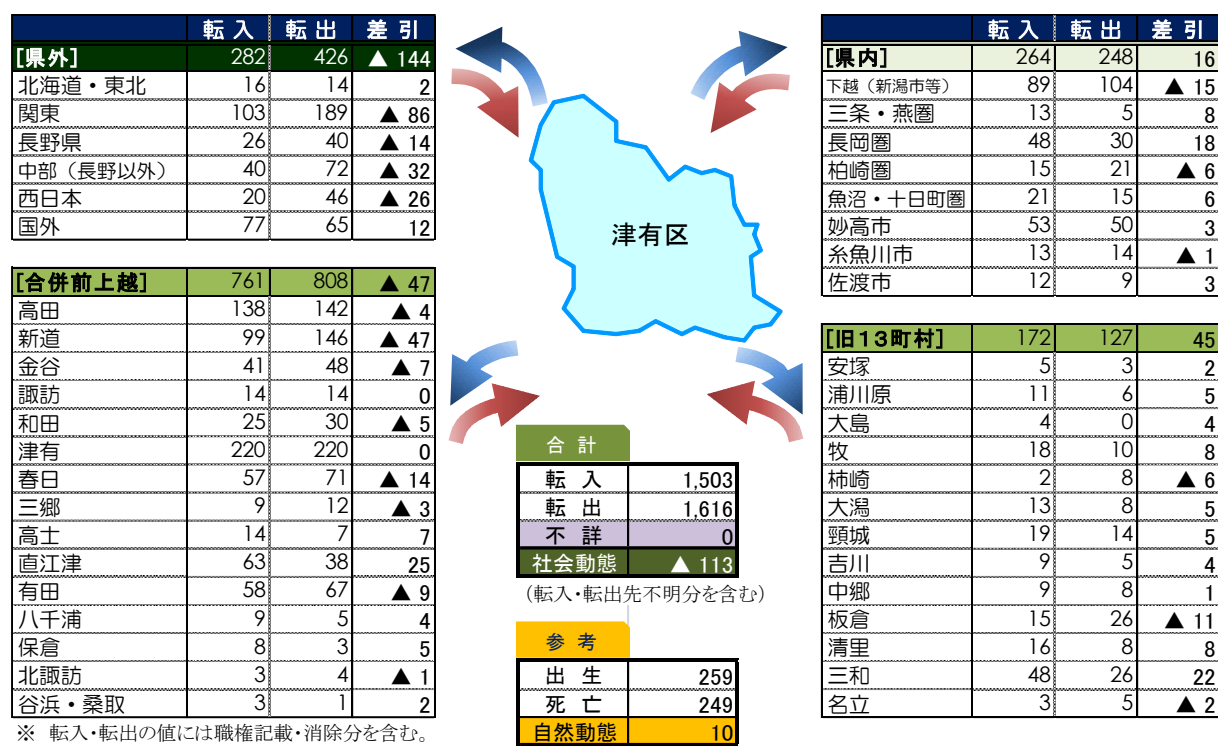 転 入 転 出 差 引
[県外] 282 426 ▲ 144
北海道・東北 16 14 2
関東 103 189 ▲ 86
長野県 26 40 ▲ 14
中部（長野以外） 40 72 ▲ 32
西日本 20 46 ▲ 26
国外 77 65 12
[合併前上越] 761 808 ▲ 47
高田 138 142 ▲ 4
新道 99 146 ▲ 47
金谷 41 48 ▲ 7
諏訪 14 14 0
和田 25 30 ▲ 5
津有 220 220 0
春日 57 71 ▲ 14
三郷 9 12 ▲ 3
高士 14 7 7
直江津 63 38 25
有田 58 67 ▲ 9
八千浦 9 5 4
保倉 8 3 5
北諏訪 3 4 ▲ 1
谷浜・桑取 3 1 2
※ 転入・転出の値には職権記載・消除分を含む。
津有区
合 計
転 入 1,503
転 出 1,616
不 詳 0
社会動態 ▲ 113
（転入・転出先不明分を含む）
参 考
出 生 259
死 亡 249
自然動態 10
転 入 転 出 差 引
[県内] 264 248 16
下越（新潟市等） 89 104 ▲ 15
三条・燕圏 13 5 8
長岡圏 48 30 18
柏崎圏 15 21 ▲ 6
魚沼・十日町圏 21 15 6
妙高市 53 50 3
糸魚川市 13 14 ▲ 1
佐渡市 12 9 3
[旧13町村] 172 127 45
安塚 5 3 2
浦川原 11 6 5
大島 4 0 4
牧 18 10 8
柿崎 2 8 ▲ 6
大潟 13 8 5
頸城 19 14 5
吉川 9 5 4
中郷 9 8 1
板倉 15 26 ▲ 11
清里 16 8 8
三和 48 26 22
名立 3 5 ▲ 2